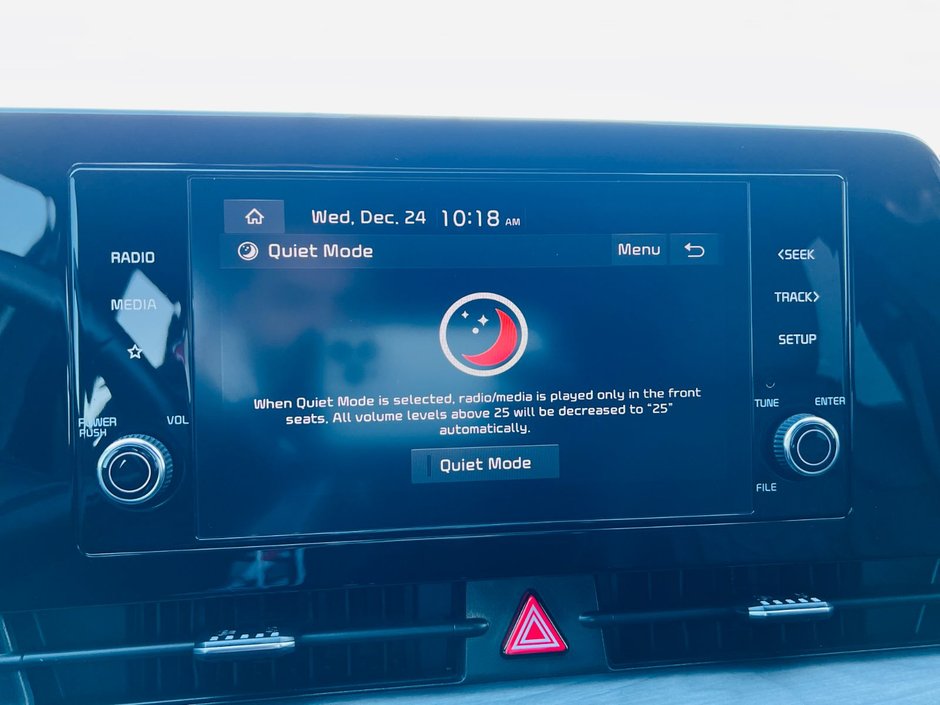 Wed, Dec. 24 10:18 AM
Quiet Mode Menu
When Quiet Mode is selected, radio/media is played only in the front
seats. All volume levels above 25 will be decreased to "25"
automatically.
Quiet Mode
RADIO
MEDIA
POWER VOL
PUSH
<SEEK
TRACK>
SETUP
TUNE ENTER
FILE